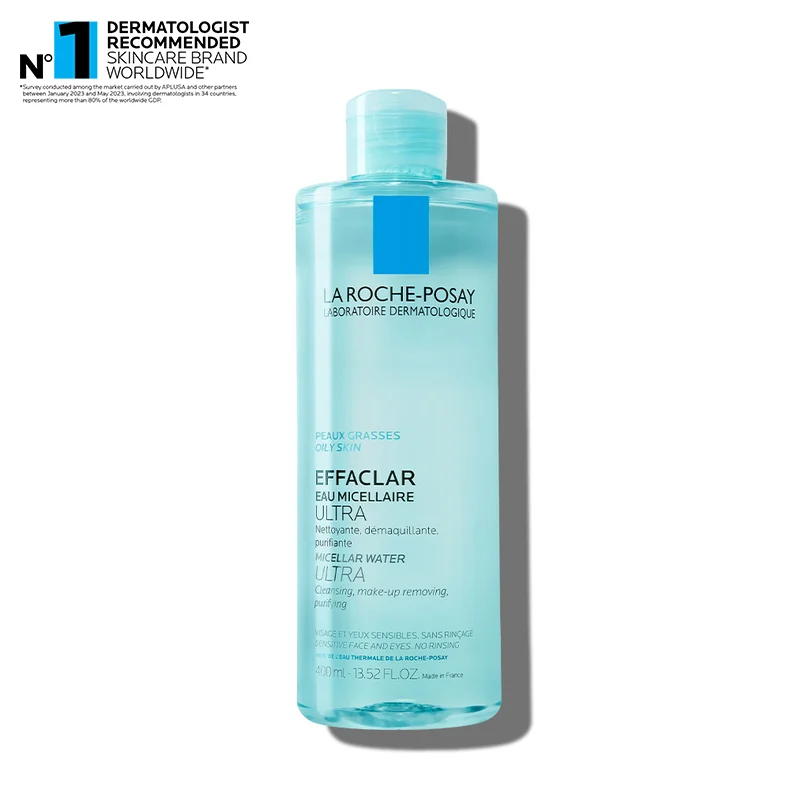 N°1
DERMATOLOGIST
RECOMMENDED
SKINCARE BRAND
WORLDWIDE*
*Survey conducted among the market carried out by APLUSA and other partners
between January 2023 and May 2023, involving dermatologists in 34 countries,
representing more than 80% of the worldwide GDP.
LA ROCHE-POSAY
LABORATOIRE DERMATOLOGIQUE
PEAUX GRASSES
OILY SKIN
EFFACLAR
EAU MICELLAIRE
ULTRA
Nettoyante, démaquillante,
purifiante
MICELLAR WATER
ULTRA
Cleansing, make-up removing,
purifying
VISAGE ET YEUX SENSIBLES. SANS RINÇAGE
SENSITIVE FACE AND EYES. NO RINSING
DE L'EAU THERMALE DE LA ROCHE-POSAY
400 ml - 13.52 FL.OZ. Made in France